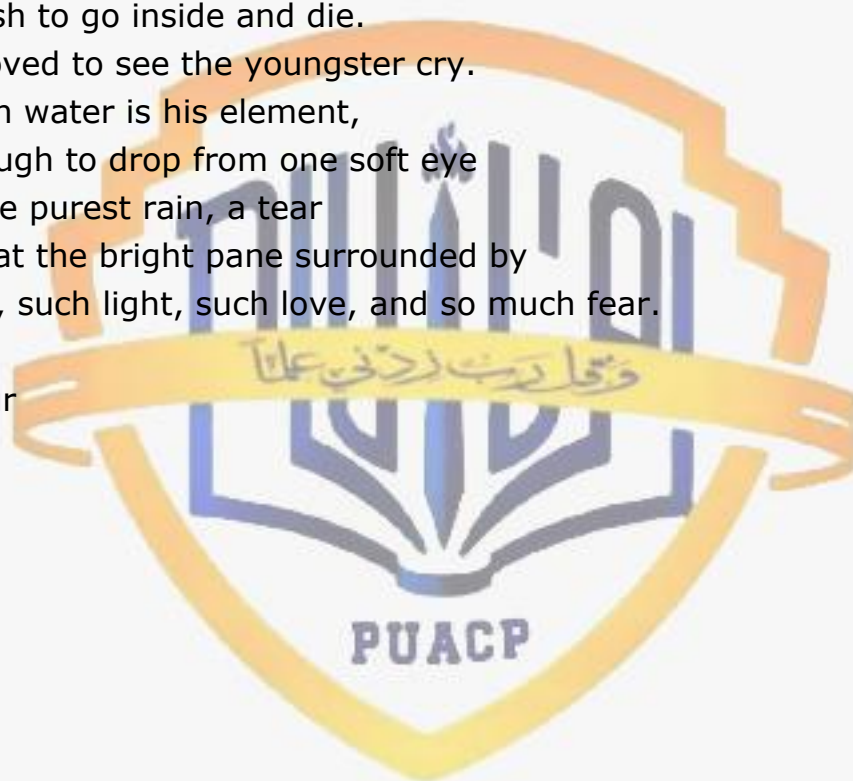 sh to go inside and die.
oved to see the youngster cry.
n water is his element,
ugh to drop from one soft eye
e purest rain, a tear
at the bright pane surrounded by
, such light, such love, and so much fear.
وقل رب زدني علماً
r
PUACP